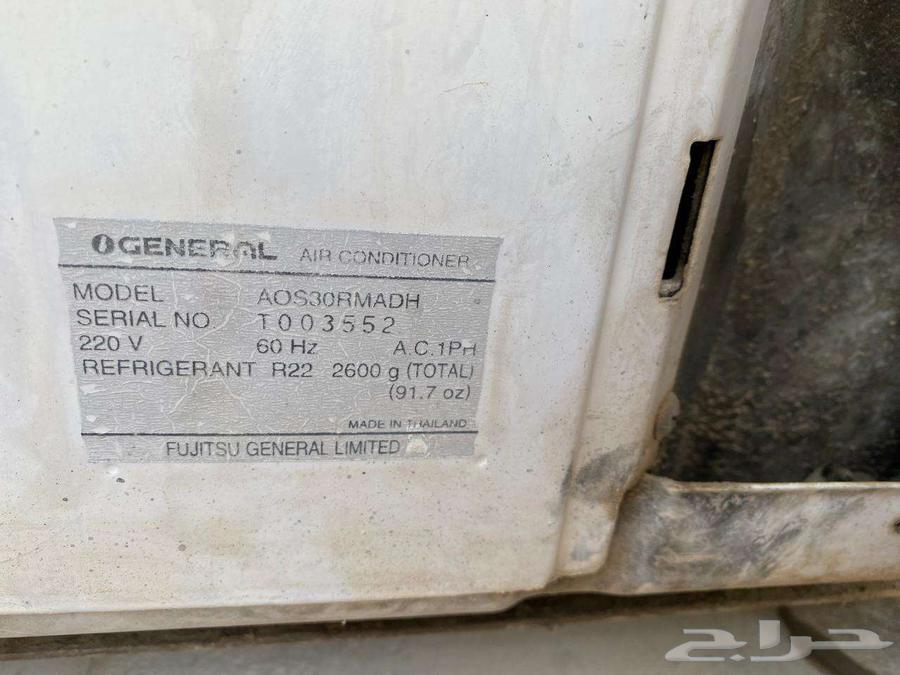 GENERAL AIR CONDITIONER
MODEL AOS30RMADH
SERIAL NO T003552
220 V 60 Hz A.C.1PH
REFRIGERANT R22 2600 g (TOTAL)
(91.7 oz)
MADE IN THAILAND
FUJITSU GENERAL LIMITED
حراج